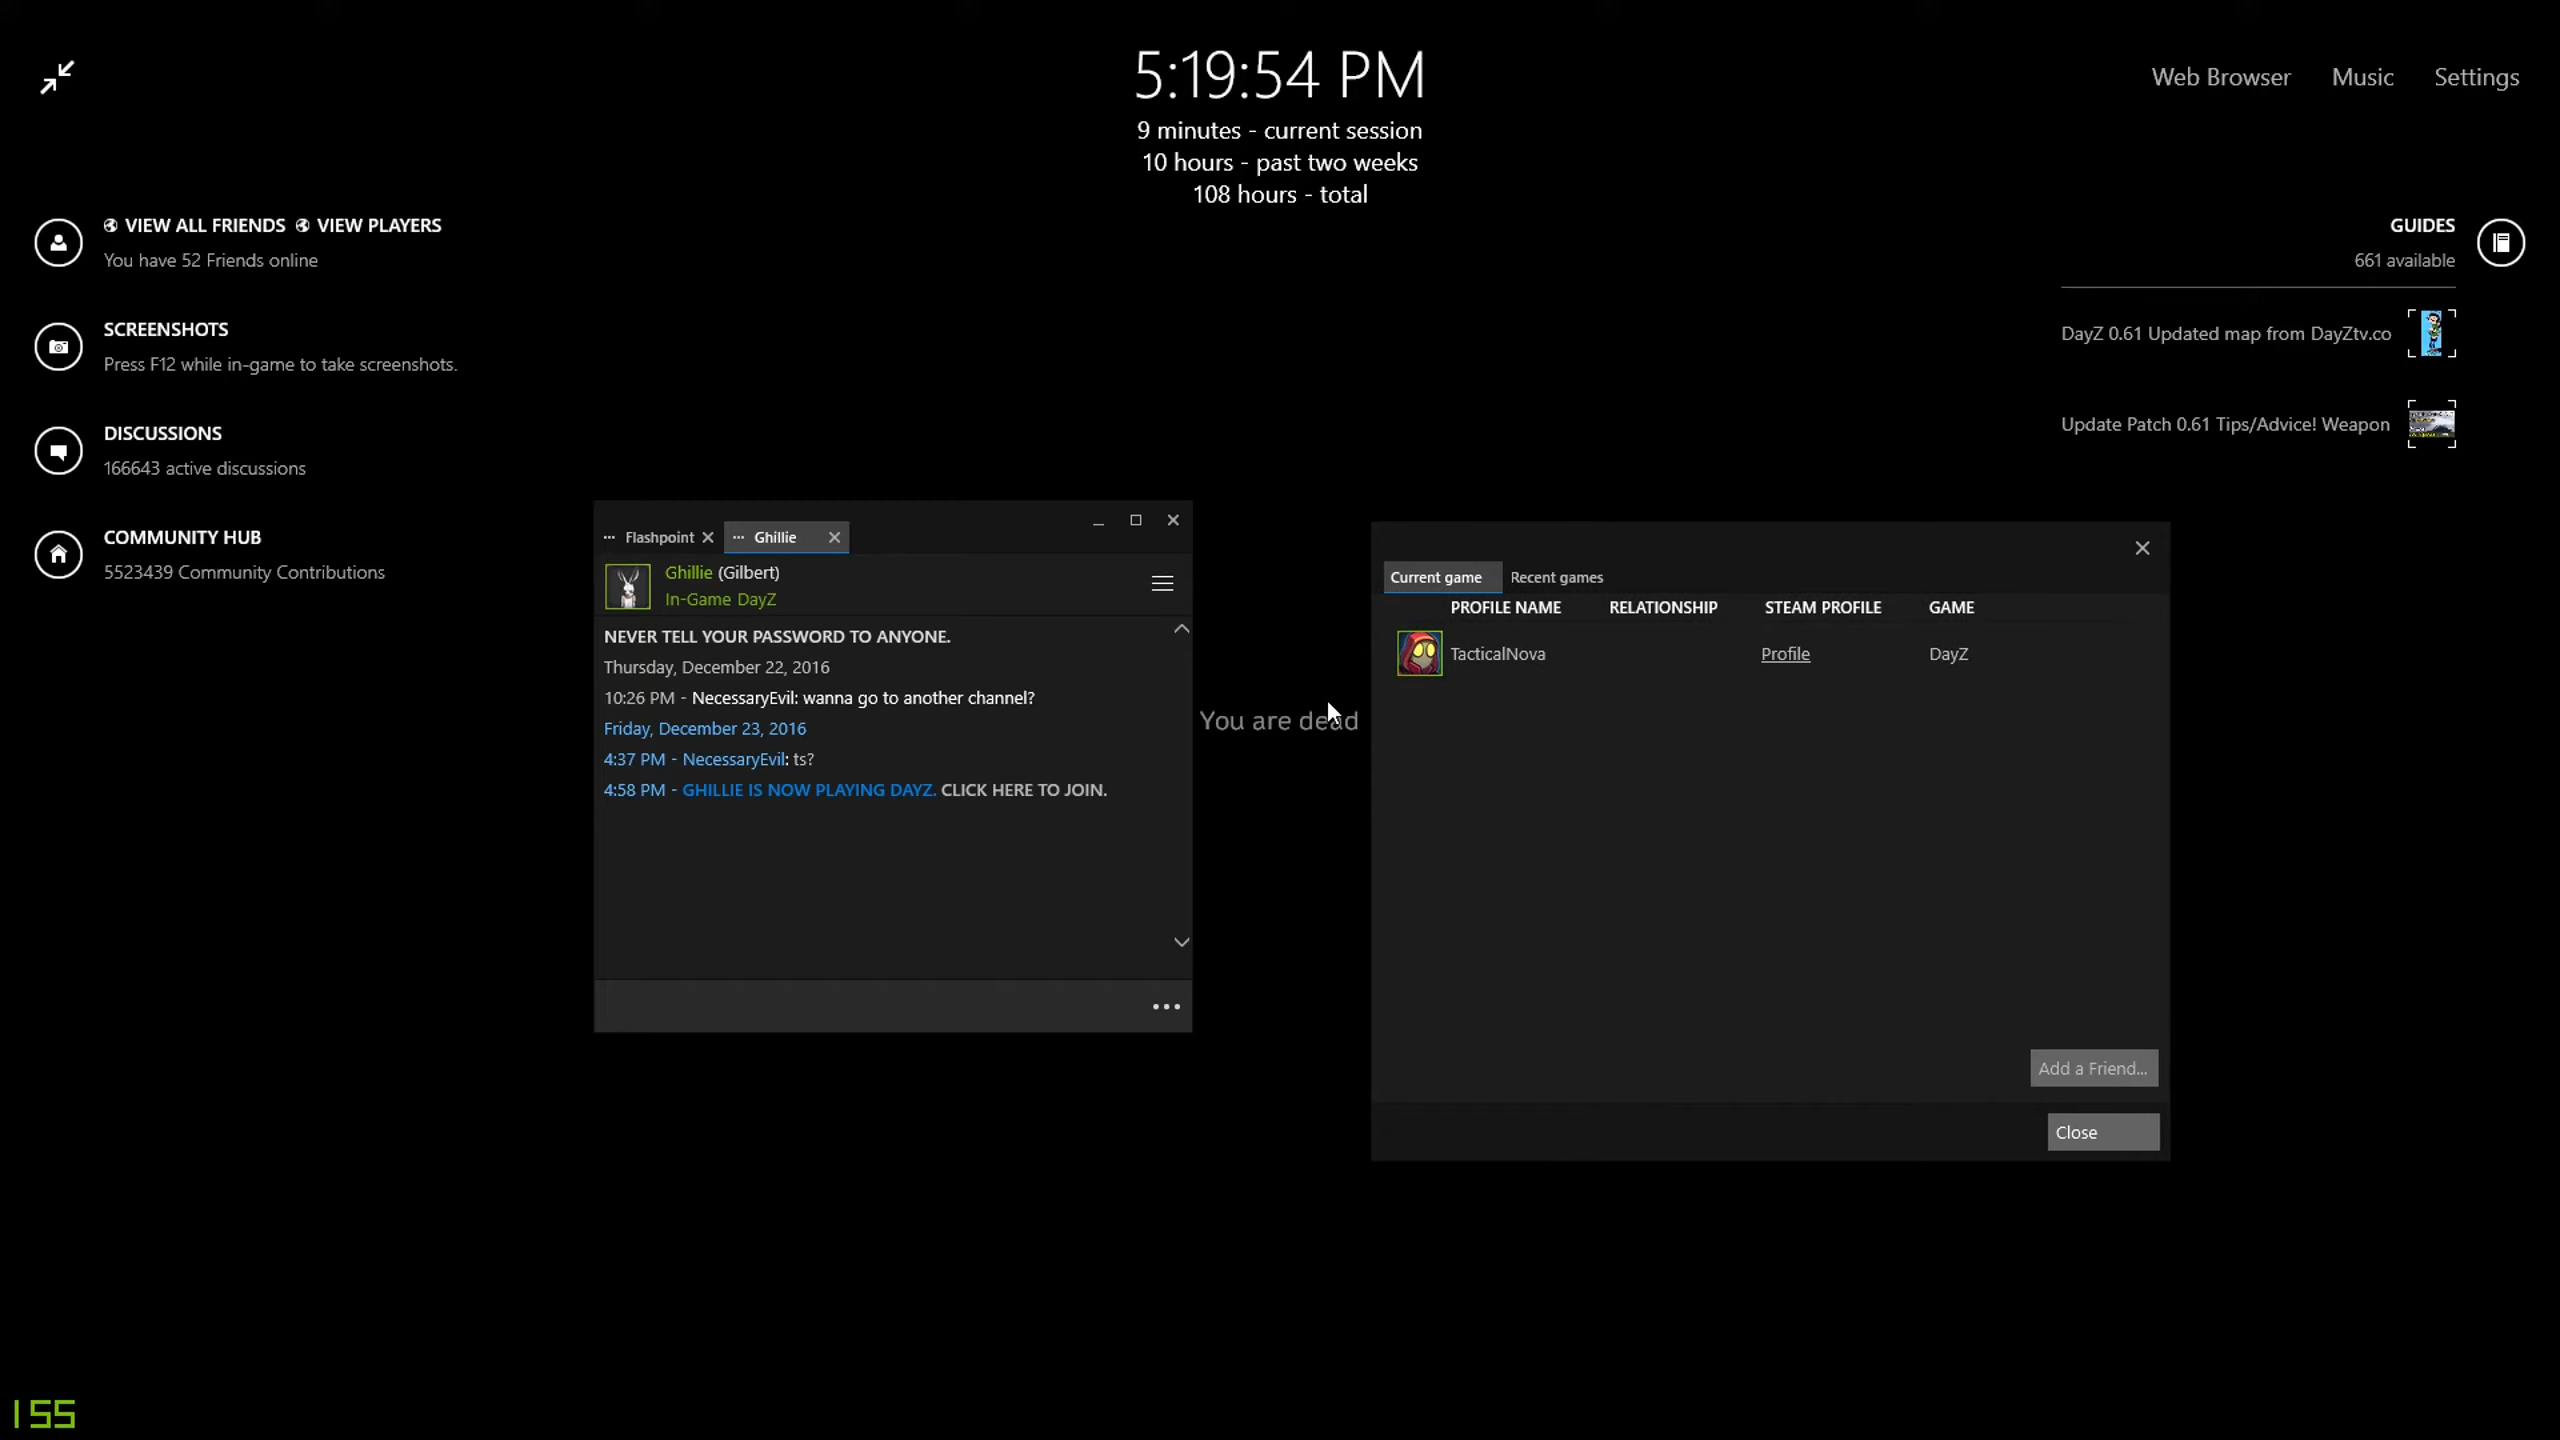 5:19:54 PM
9 minutes - current session
10 hours - past two weeks
108 hours - total
Web Browser Music Settings
VIEW ALL FRIENDS VIEW PLAYERS
You have 52 Friends online
SCREENSHOTS
Press F12 while in-game to take screenshots.
DISCUSSIONS
166643 active discussions
COMMUNITY HUB
5523439 Community Contributions
GUIDES
661 available
DayZ 0.61 Updated map from DayZtv.co
Update Patch 0.61 Tips/Advice! Weapon
Flashpoint Ghillie
Ghillie (Gilbert)
In-Game DayZ
NEVER TELL YOUR PASSWORD TO ANYONE.
Thursday, December 22, 2016
10:26 PM - NecessaryEvil: wanna go to another channel?
Friday, December 23, 2016
4:37 PM - NecessaryEvil: ts?
4:58 PM - GHILLIE IS NOW PLAYING DAYZ. CLICK HERE TO JOIN.
You are dead
Current game Recent games
PROFILE NAME RELATIONSHIP STEAM PROFILE GAME
TacticalNova Profile DayZ
Add a Friend...
Close
155